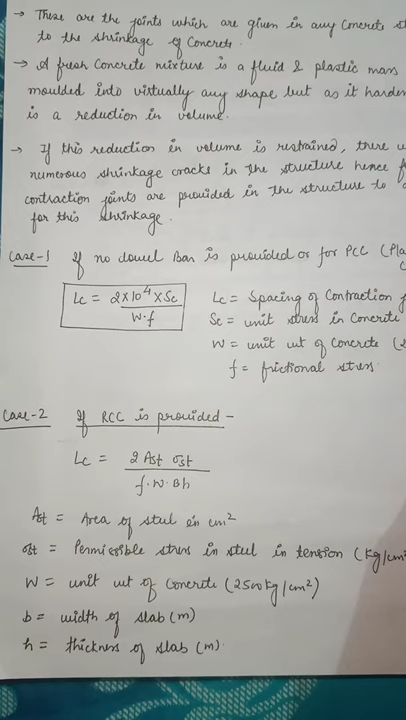 → These are the joints which are given in any Concrete
to the shrinkage of Concrete.
→ A fresh Concrete mixture is a fluid & plastic mass
moulded into virtually any shape but as it harden
is a reduction in volume.
→ If this reduction in volume is restrained, there
numerous shrinkage cracks in the structure hence
contraction joints are provided in the structure to
for this shrinkage.
Case-1 If no dowel Bar is provided or for PCC (Pla
Lc = 2×10⁴×Sc / W·f Lc = Spacing of Contraction
Sc = unit stress in Concrete
W = unit wt of Concrete (2
f = frictional stress
Case-2 If RCC is provided -
Lc = 2 Ast σst / f·W·Bh
Ast = Area of steel in cm²
σst = Permissible stress in steel in tension (Kg/cm²
W = unit wt of Concrete (2500kg/cm²)
b = width of slab (m)
h = thickness of slab (m).